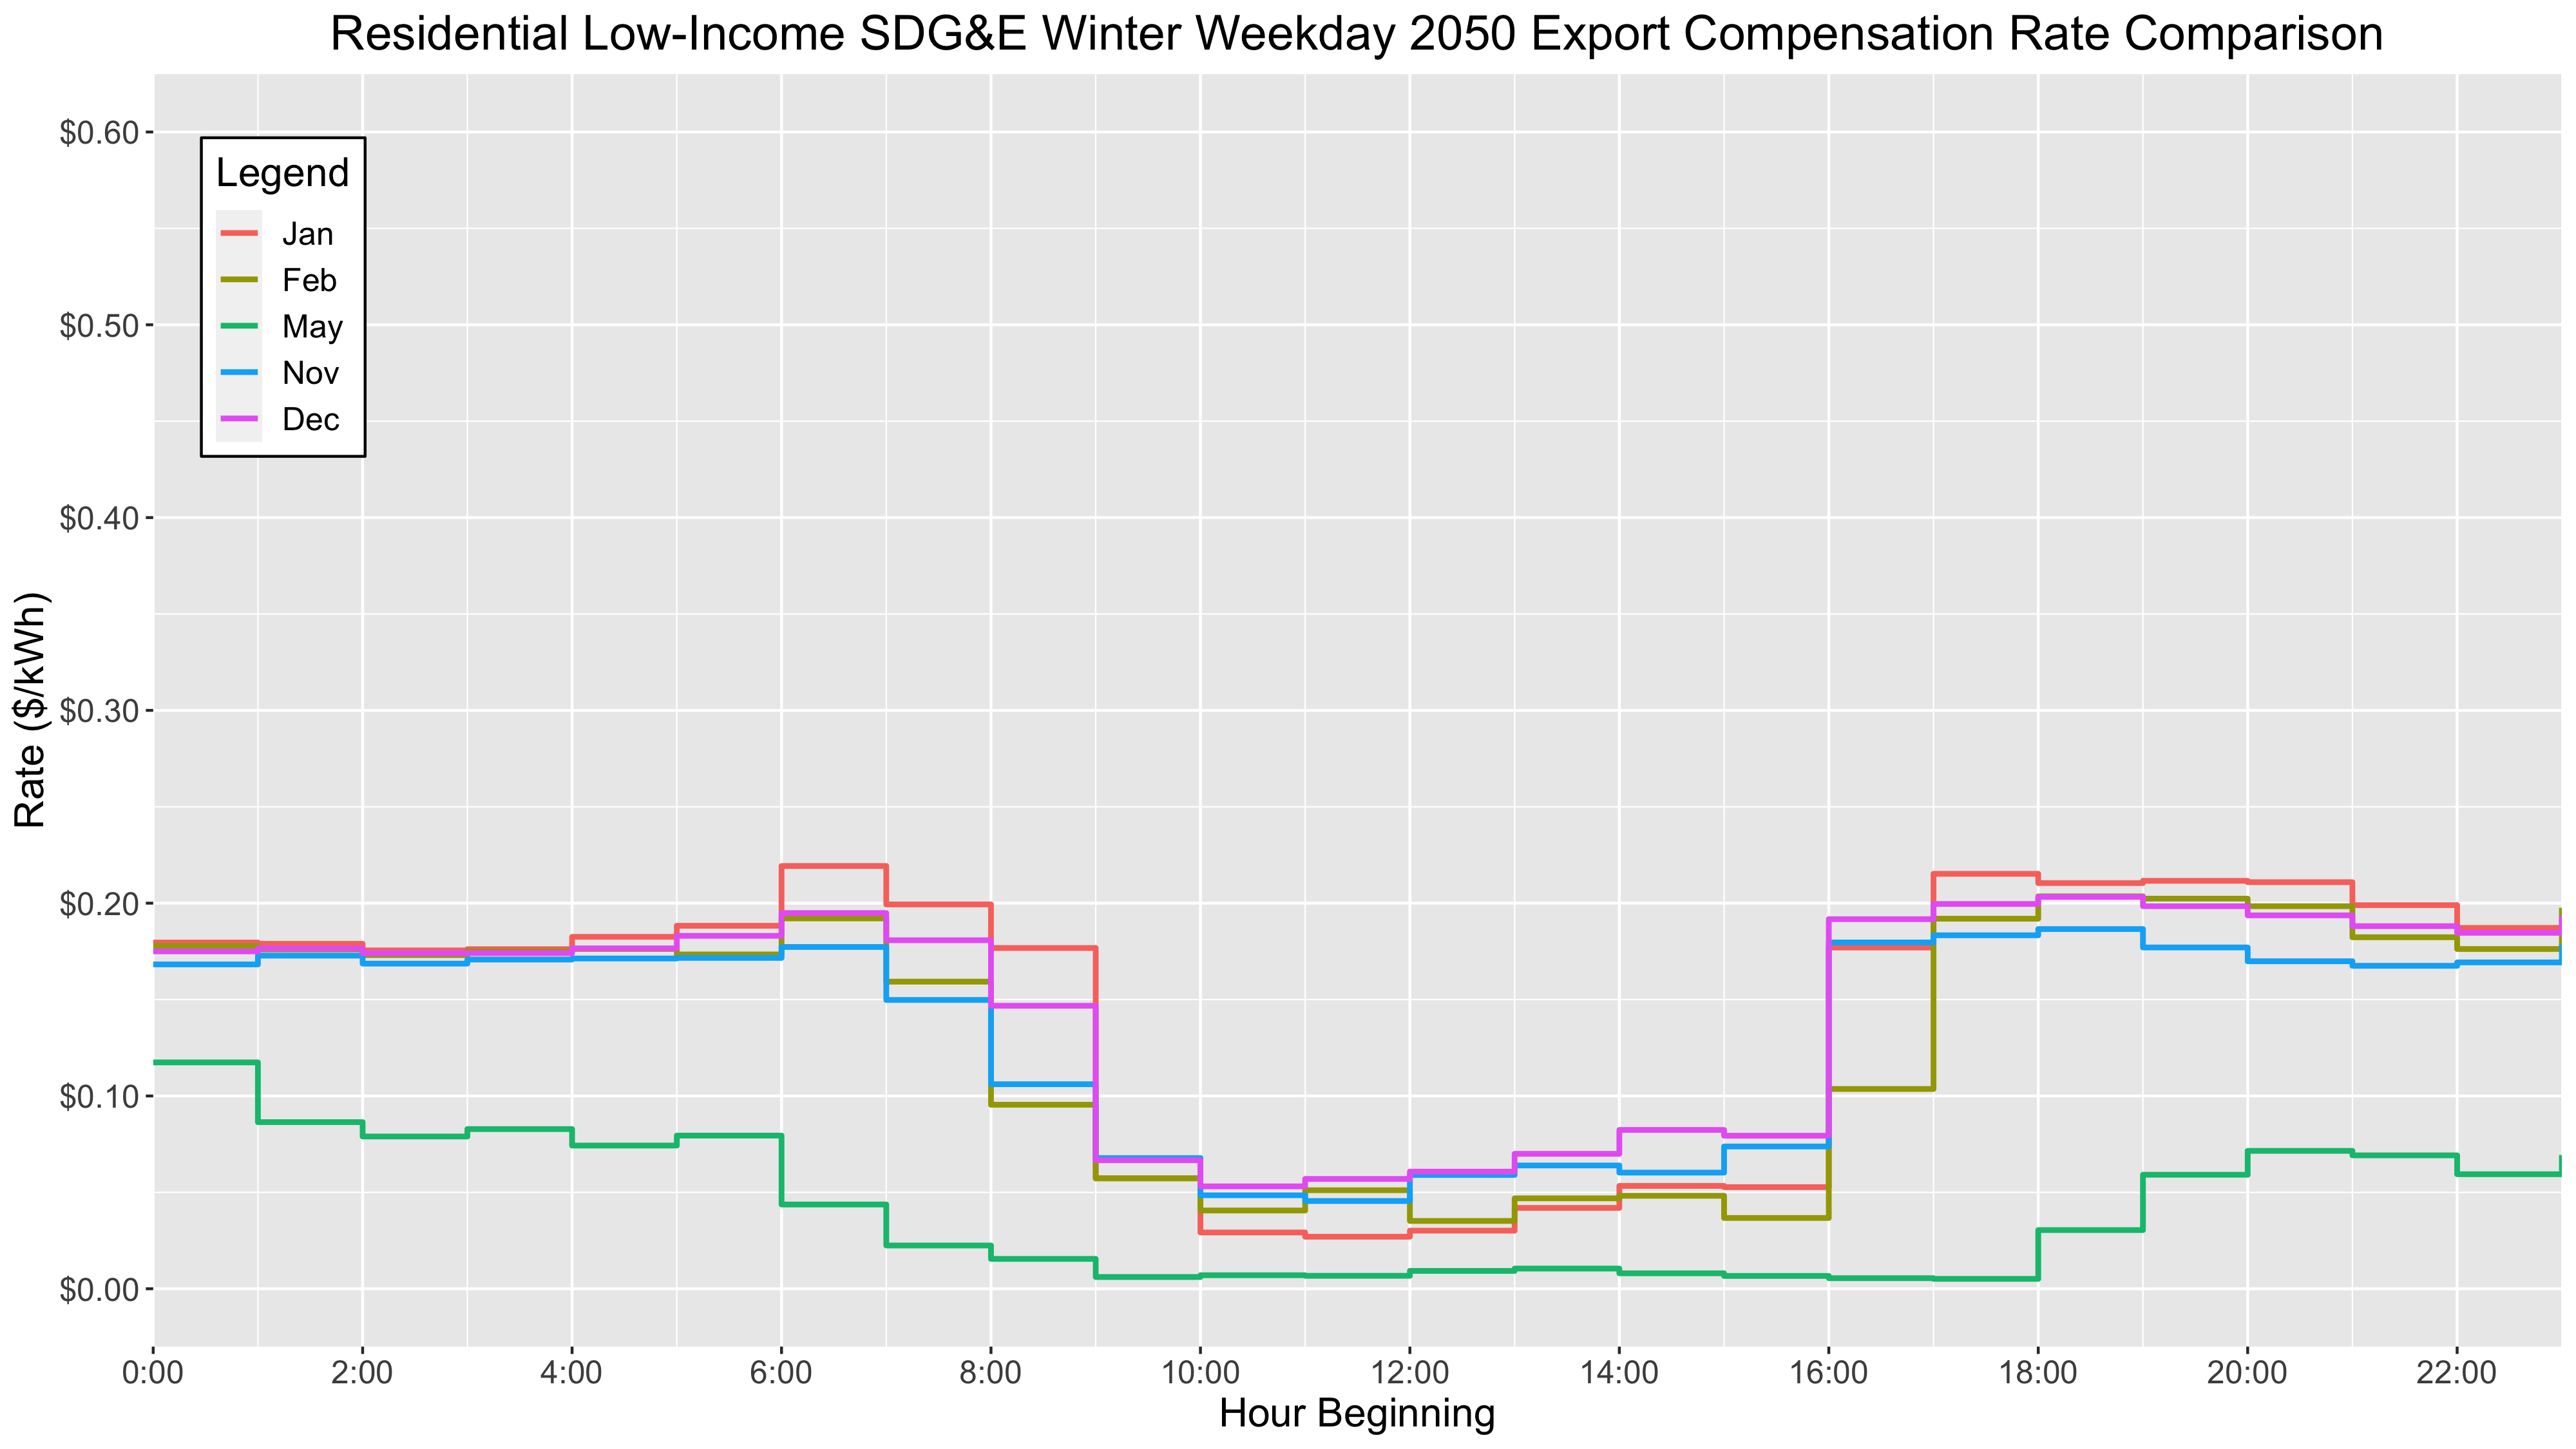 Residential Low-Income SDG&E Winter Weekday 2050 Export Compensation Rate Comparison
$0.60
$0.50
$0.40
$0.30
$0.20
$0.10
$0.00
Rate ($/kWh)
Legend
Jan
Feb
May
Nov
Dec
0:00 2:00 4:00 6:00 8:00 10:00 12:00 14:00 16:00 18:00 20:00 22:00
Hour Beginning